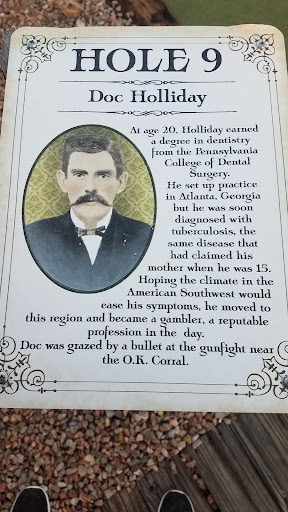 HOLE 9
Doc Holliday
At age 20, Holliday earned
a degree in dentistry
from the Pennsylvania
College of Dental
Surgery.
He set up practice
in Atlanta, Georgia
but he was soon
diagnosed with
tuberculosis, the
same disease that
had claimed his
mother when he was 15.
Hoping the climate in the
American Southwest would
ease his symptoms, he moved to
this region and became a gambler, a reputable
profession in the day.
Doc was grazed by a bullet at the gunfight near
the O.K. Corral.